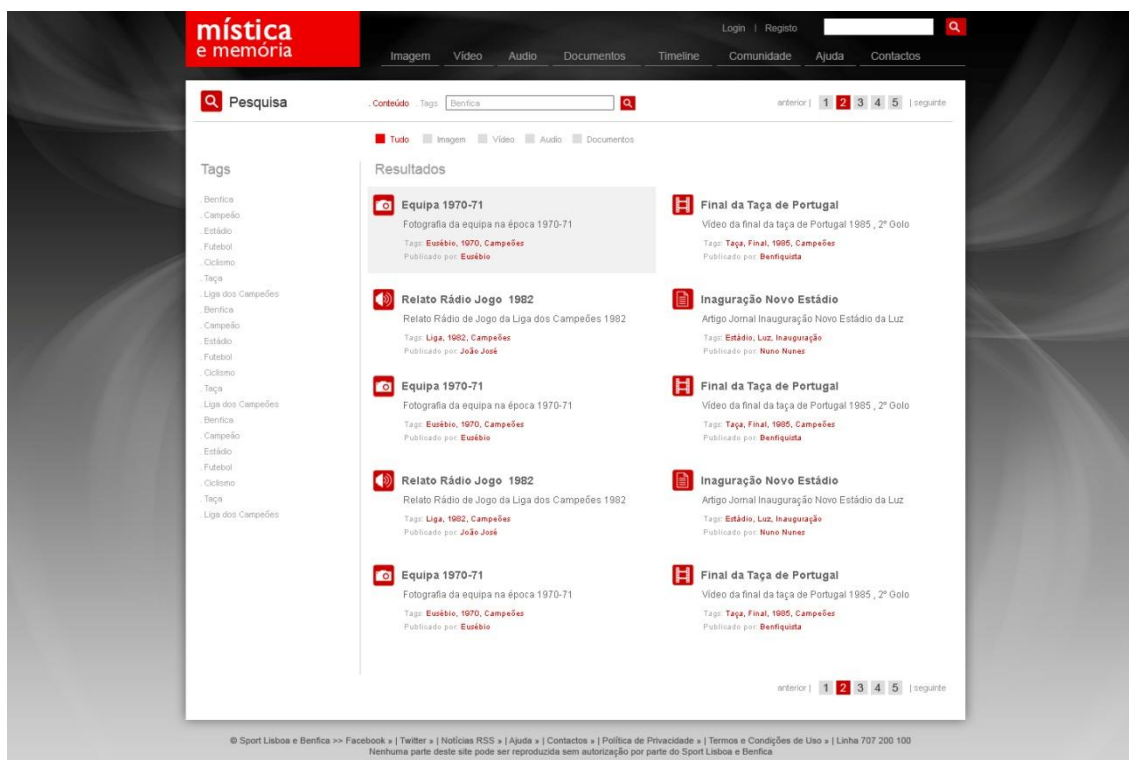 mística
e memória
Login | Registo
Imagem Vídeo Audio Documentos Timeline Comunidade Ajuda Contactos
Pesquisa
. Conteúdo . Tags Benfica
anterior | 1 2 3 4 5 | seguinte
Tudo Imagem Vídeo Audio Documentos
Tags
. Benfica
. Campeão
. Estádio
. Futebol
. Ciclismo
. Taça
. Liga dos Campeões
. Benfica
. Campeão
. Estádio
. Futebol
. Ciclismo
. Taça
. Liga dos Campeões
. Benfica
. Campeão
. Estádio
. Futebol
. Ciclismo
. Taça
. Liga dos Campeões
Resultados
Equipa 1970-71
Fotografia da equipa na época 1970-71
Tags: Eusébio, 1970, Campeões
Publicado por: Eusébio
Final da Taça de Portugal
Vídeo da final da taça de Portugal 1985 , 2º Golo
Tags: Taça, Final, 1985, Campeões
Publicado por: Benfiquista
Relato Rádio Jogo 1982
Relato Rádio de Jogo da Liga dos Campeões 1982
Tags: Liga, 1982, Campeões
Publicado por: João José
Inaguração Novo Estádio
Artigo Jornal Inauguração Novo Estádio da Luz
Tags: Estádio, Luz, Inauguração
Publicado por: Nuno Nunes
Equipa 1970-71
Fotografia da equipa na época 1970-71
Tags: Eusébio, 1970, Campeões
Publicado por: Eusébio
Final da Taça de Portugal
Vídeo da final da taça de Portugal 1985 , 2º Golo
Tags: Taça, Final, 1985, Campeões
Publicado por: Benfiquista
Relato Rádio Jogo 1982
Relato Rádio de Jogo da Liga dos Campeões 1982
Tags: Liga, 1982, Campeões
Publicado por: João José
Inaguração Novo Estádio
Artigo Jornal Inauguração Novo Estádio da Luz
Tags: Estádio, Luz, Inauguração
Publicado por: Nuno Nunes
Equipa 1970-71
Fotografia da equipa na época 1970-71
Tags: Eusébio, 1970, Campeões
Publicado por: Eusébio
Final da Taça de Portugal
Vídeo da final da taça de Portugal 1985 , 2º Golo
Tags: Taça, Final, 1985, Campeões
Publicado por: Benfiquista
anterior | 1 2 3 4 5 | seguinte
© Sport Lisboa e Benfica >> Facebook » | Twitter » | Notícias RSS » | Ajuda » | Contactos » | Política de Privacidade » | Termos e Condições de Uso » | Linha 707 200 100
Nenhuma parte deste site pode ser reproduzida sem autorização por parte do Sport Lisboa e Benfica